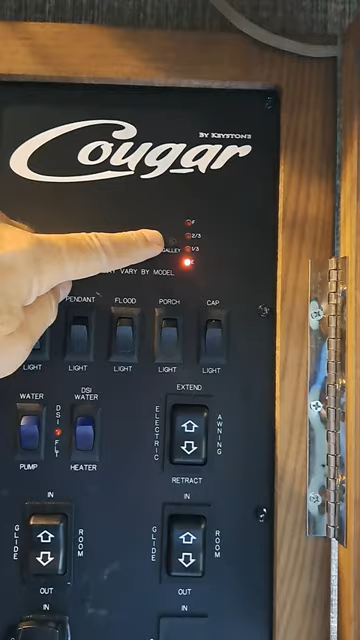 BY KEYSTONE
Cougar
F
2/3
GALLEY
1/3
E
MAY VARY BY MODEL.
PENDANT FLOOD PORCH CAP
LIGHT LIGHT LIGHT LIGHT LIGHT
WATER DSI FLT DSI WATER
PUMP HEATER
EXTEND
ELECTRIC AWNING
RETRACT
IN IN
GLIDE ROOM GLIDE ROOM
OUT OUT
IN IN